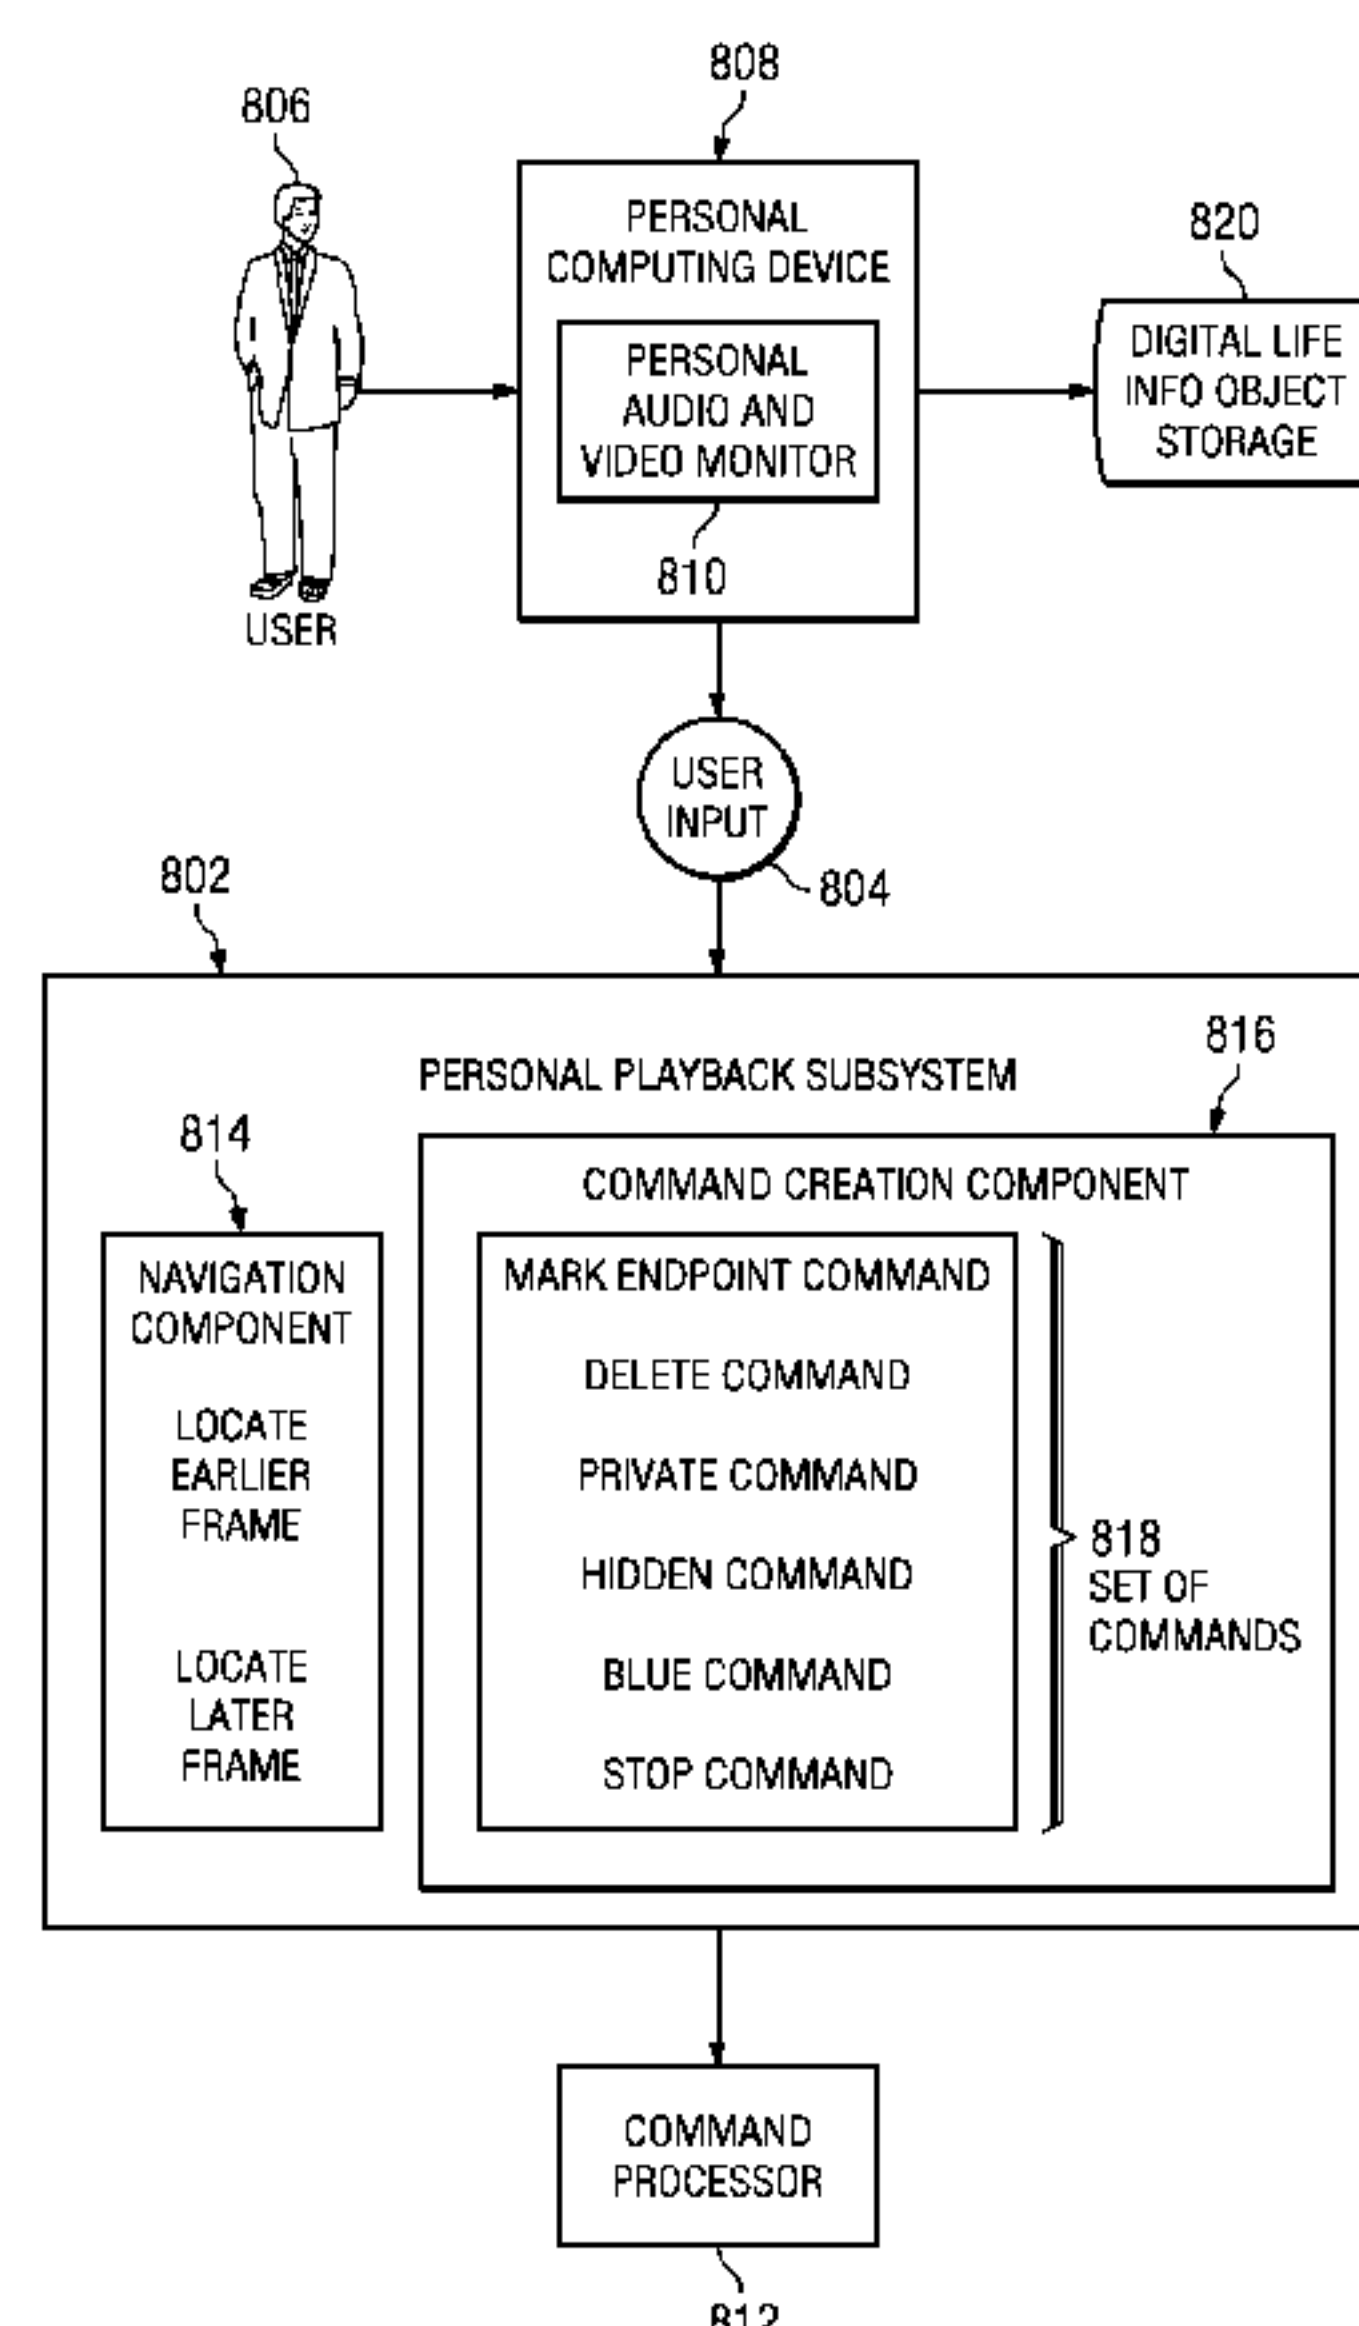 808
806
PERSONAL
COMPUTING DEVICE
820
PERSONAL
AUDIO AND
VIDEO MONITOR
DIGITAL LIFE
INFO OBJECT
STORAGE
810
USER
USER
INPUT
804
802
816
PERSONAL PLAYBACK SUBSYSTEM
814
COMMAND CREATION COMPONENT
NAVIGATION
COMPONENT
LOCATE
EARLIER
FRAME
LOCATE
LATER
FRAME
MARK ENDPOINT COMMAND
DELETE COMMAND
PRIVATE COMMAND
HIDDEN COMMAND
BLUE COMMAND
STOP COMMAND
818
SET OF
COMMANDS
COMMAND
PROCESSOR
812